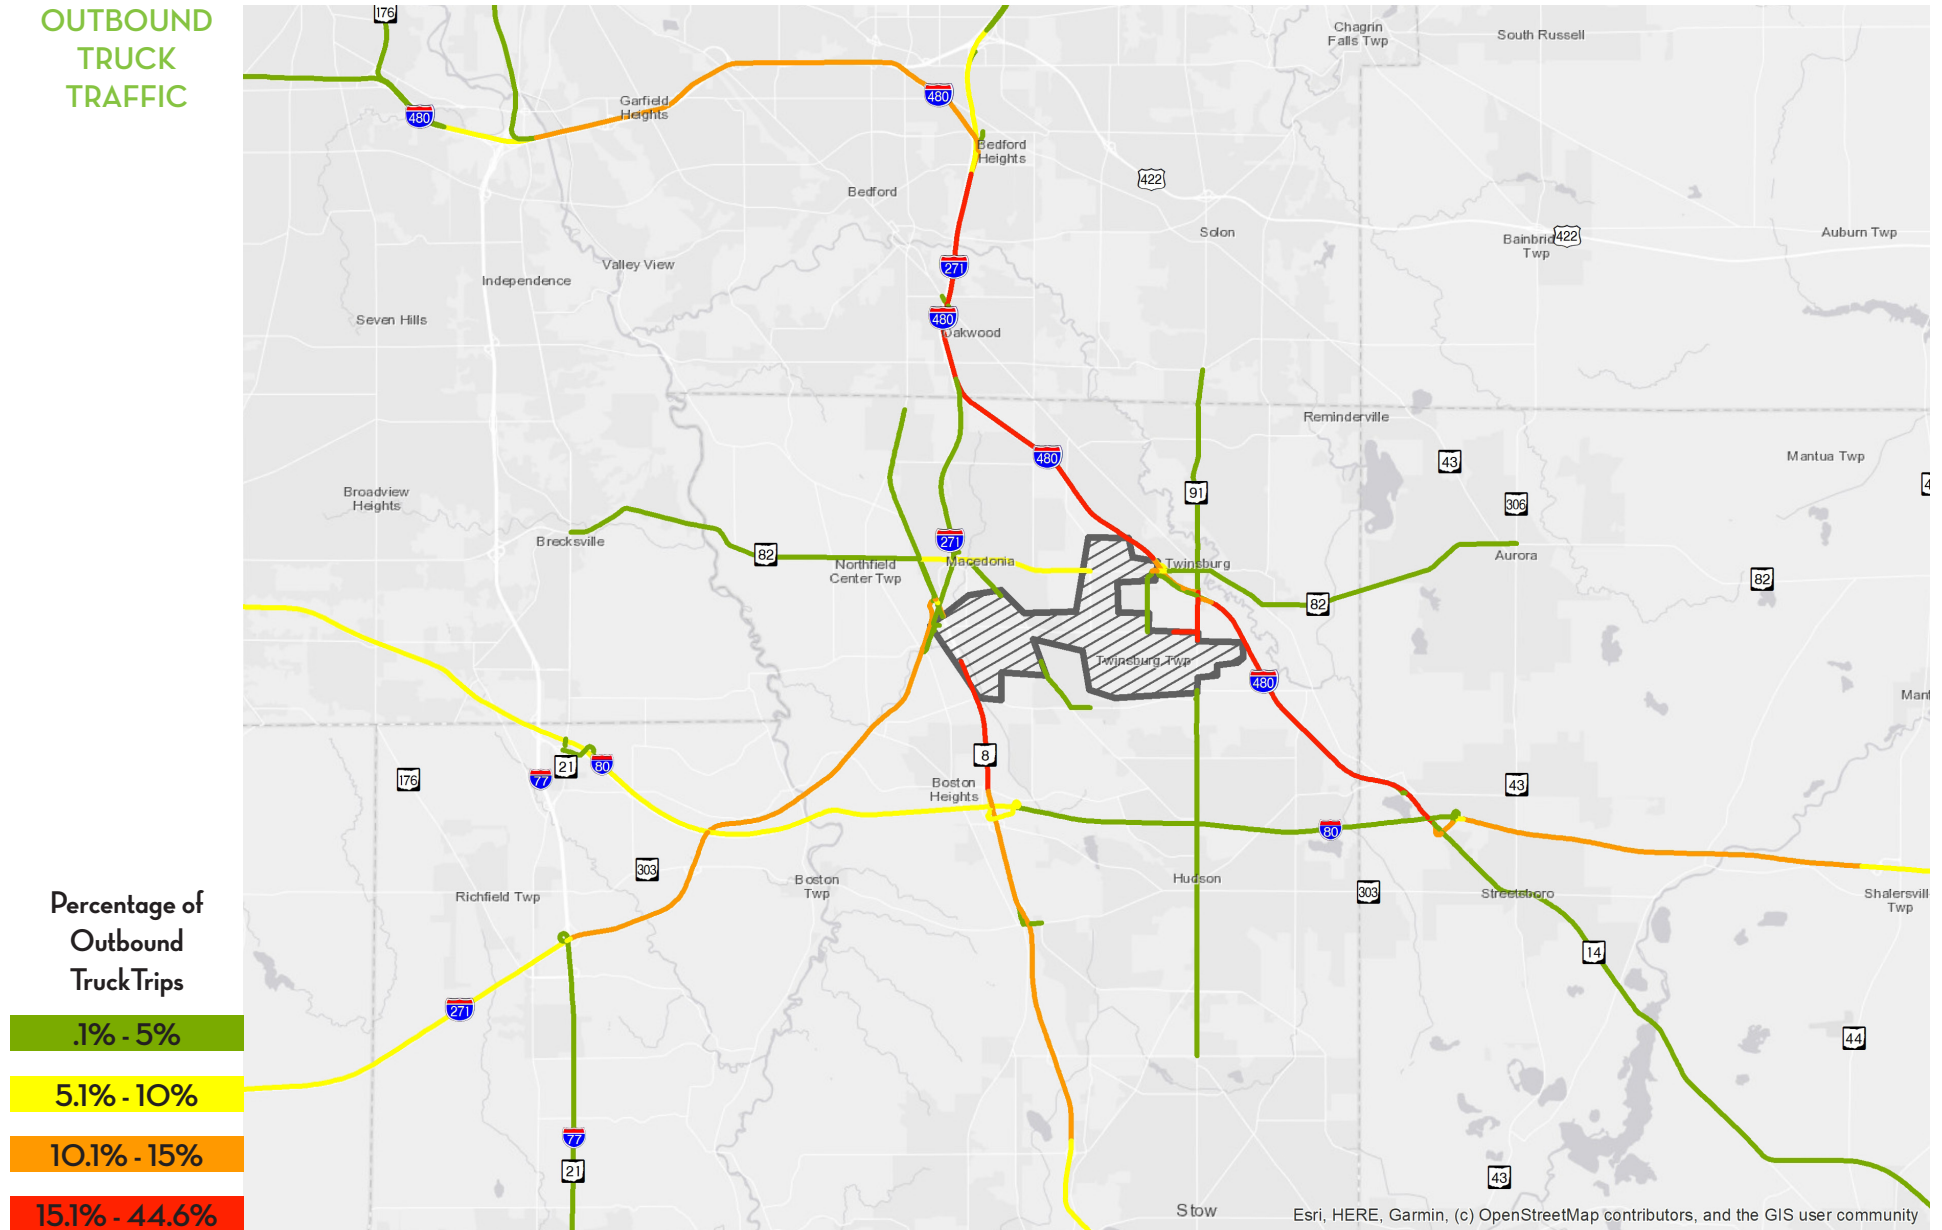 OUTBOUND
TRUCK
TRAFFIC
Percentage of
Outbound
Truck Trips
.1% - 5%
5.1% - 10%
10.1% - 15%
15.1% - 44.6%
176
Chagrin
Falls Twp
South Russell
480
Garfield
Heights
480
Bedford
Heights
422
Bedford
Solon
Bainbrid
Twp
422
Auburn Twp
Valley View
Independence
271
Seven Hills
480
Oakwood
Reminderville
480
43
Mantua Twp
Broadview
Heights
91
306
4
Brecksville
82
271
Macedonia
Northfield
Center Twp
Twinsburg
Aurora
82
82
Twinsburg Twp
480
Mant
176
77
21
80
8
Boston
Heights
43
80
303
Boston
Twp
Hudson
303
Streetsboro
Shalersvill
Twp
Richfield Twp
14
271
44
77
21
43
Stow
Esri, HERE, Garmin, (c) OpenStreetMap contributors, and the GIS user community